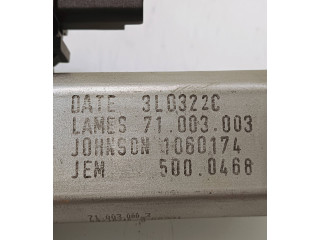 DATE 3L0322C
LAMES 71.003.003
JOHNSON 1060174
JEM 500.0468